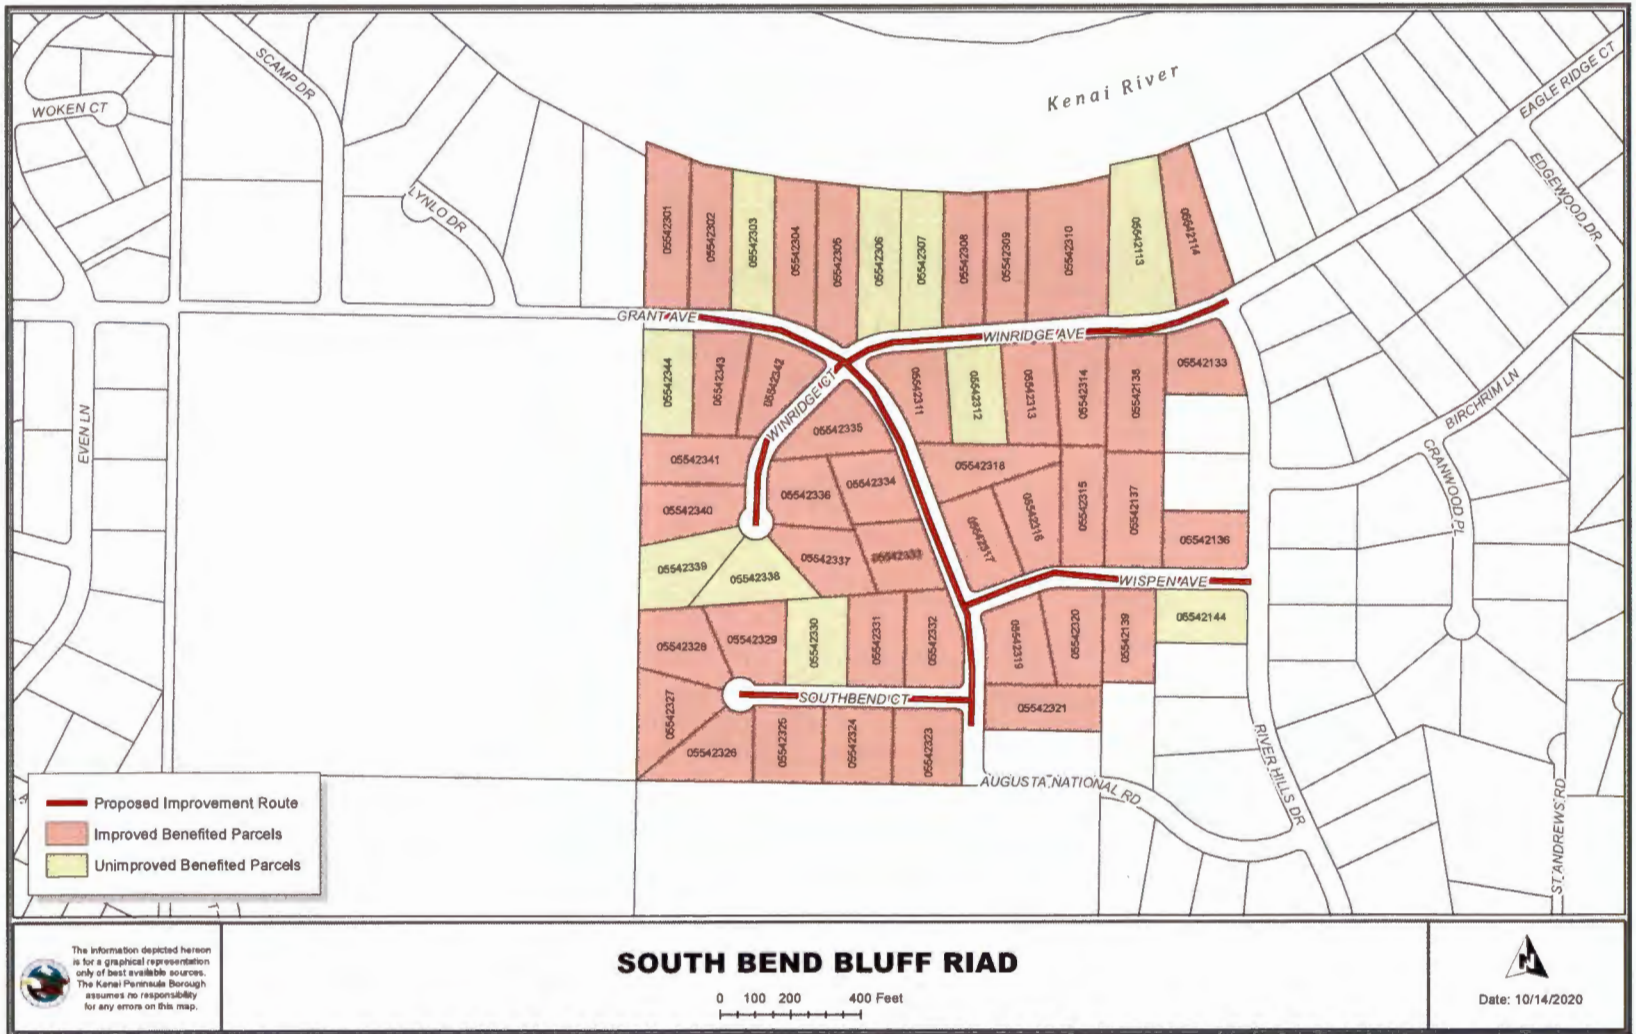 Kenai River
SCAMP DR
WOKEN CT
LYNLO DR
EAGLE RIDGE CT
EDGEWOOD DR
05542301
05542302
05542303
05542304
05542305
05542306
05542307
05542308
05542309
05542310
05542113
05542114
GRANT AVE
WINRIDGE AVE
05542344
05542343
05542342
WINRIDGE CT
05542311
05542312
05542313
05542314
05542138
05542133
EVEN LN
BIRCHRIM LN
CRANWOOD PL
05542335
05542341
05542336
05542334
05542318
05542340
05542317
05542316
05542315
05542137
05542136
05542339
05542338
05542337
05542333
WISPEN AVE
05542328
05542329
05542330
05542331
05542332
05542319
05542320
05542139
05542144
05542327
SOUTHBEND CT
05542321
05542326
05542325
05542324
05542323
AUGUSTA NATIONAL RD
RIVER HILLS DR
ST ANDREWS RD
Proposed Improvement Route
Improved Benefited Parcels
Unimproved Benefited Parcels
The information depicted hereon
is for a graphical representation
only of best available sources.
The Kenai Peninsula Borough
assumes no responsibility
for any errors on this map.
SOUTH BEND BLUFF RIAD
0 100 200 400 Feet
N
Date: 10/14/2020